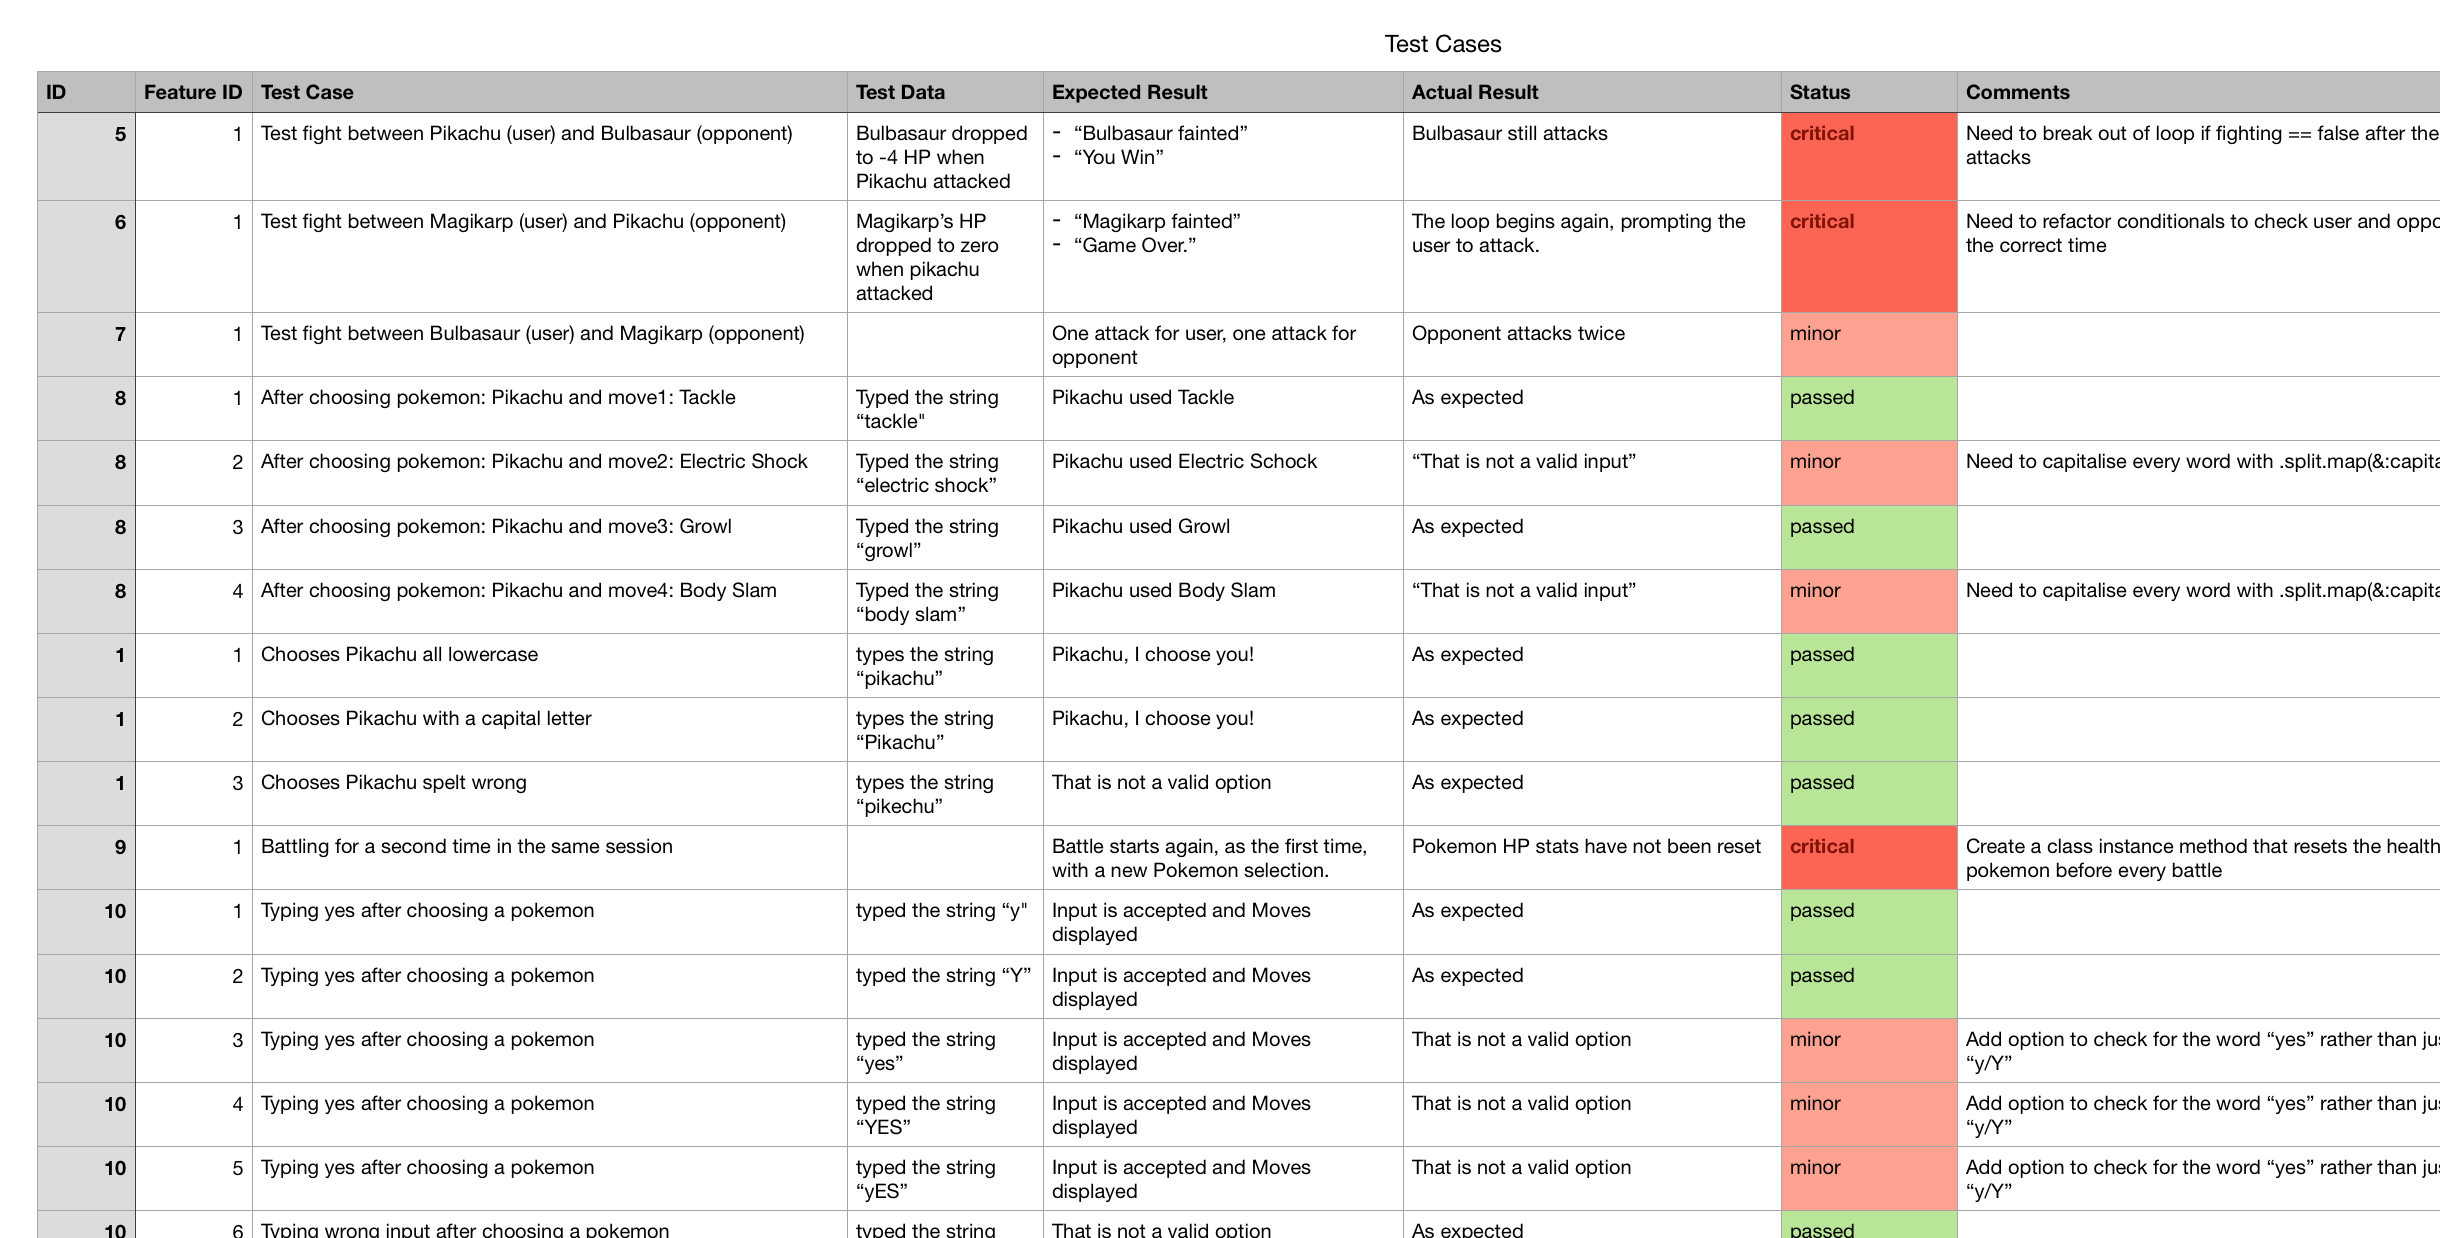 Test Cases
ID Feature ID Test Case Test Data Expected Result Actual Result Status Comments
5 1 Test fight between Pikachu (user) and Bulbasaur (opponent) Bulbasaur dropped - “Bulbasaur fainted” Bulbasaur still attacks critical Need to break out of loop if fighting == false after the
to -4 HP when - “You Win” attacks
Pikachu attacked
6 1 Test fight between Magikarp (user) and Pikachu (opponent) Magikarp’s HP - “Magikarp fainted” The loop begins again, prompting the critical Need to refactor conditionals to check user and
dropped to zero - “Game Over.” user to attack. the correct time
when pikachu
attacked
7 1 Test fight between Bulbasaur (user) and Magikarp (opponent) One attack for user, one attack for Opponent attacks twice minor
opponent
8 1 After choosing pokemon: Pikachu and move1: Tackle Typed the string Pikachu used Tackle As expected passed
“tackle"
8 2 After choosing pokemon: Pikachu and move2: Electric Shock Typed the string Pikachu used Electric Schock “That is not a valid input” minor Need to capitalise every word with .split.map(&:capita
“electric shock”
8 3 After choosing pokemon: Pikachu and move3: Growl Typed the string Pikachu used Growl As expected passed
“growl”
8 4 After choosing pokemon: Pikachu and move4: Body Slam Typed the string Pikachu used Body Slam “That is not a valid input” minor Need to capitalise every word with .split.map(&:capita
“body slam”
1 1 Chooses Pikachu all lowercase types the string Pikachu, I choose you! As expected passed
“pikachu”
1 2 Chooses Pikachu with a capital letter types the string Pikachu, I choose you! As expected passed
“Pikachu”
1 3 Chooses Pikachu spelt wrong types the string That is not a valid option As expected passed
“pikechu”
9 1 Battling for a second time in the same session Battle starts again, as the first time, Pokemon HP stats have not been reset critical Create a class instance method that resets the health
with a new Pokemon selection. pokemon before every battle
10 1 Typing yes after choosing a pokemon typed the string “y" Input is accepted and Moves As expected passed
displayed
10 2 Typing yes after choosing a pokemon typed the string “Y” Input is accepted and Moves As expected passed
displayed
10 3 Typing yes after choosing a pokemon typed the string Input is accepted and Moves That is not a valid option minor Add option to check for the word “yes” rather than
“yes” displayed “y/Y”
10 4 Typing yes after choosing a pokemon typed the string Input is accepted and Moves That is not a valid option minor Add option to check for the word “yes” rather than
“YES” displayed “y/Y”
10 5 Typing yes after choosing a pokemon typed the string Input is accepted and Moves That is not a valid option minor Add option to check for the word “yes” rather than
“yES” displayed “y/Y”
10 6 Typing wrong input after choosing a pokemon typed the string That is not a valid option As expected passed